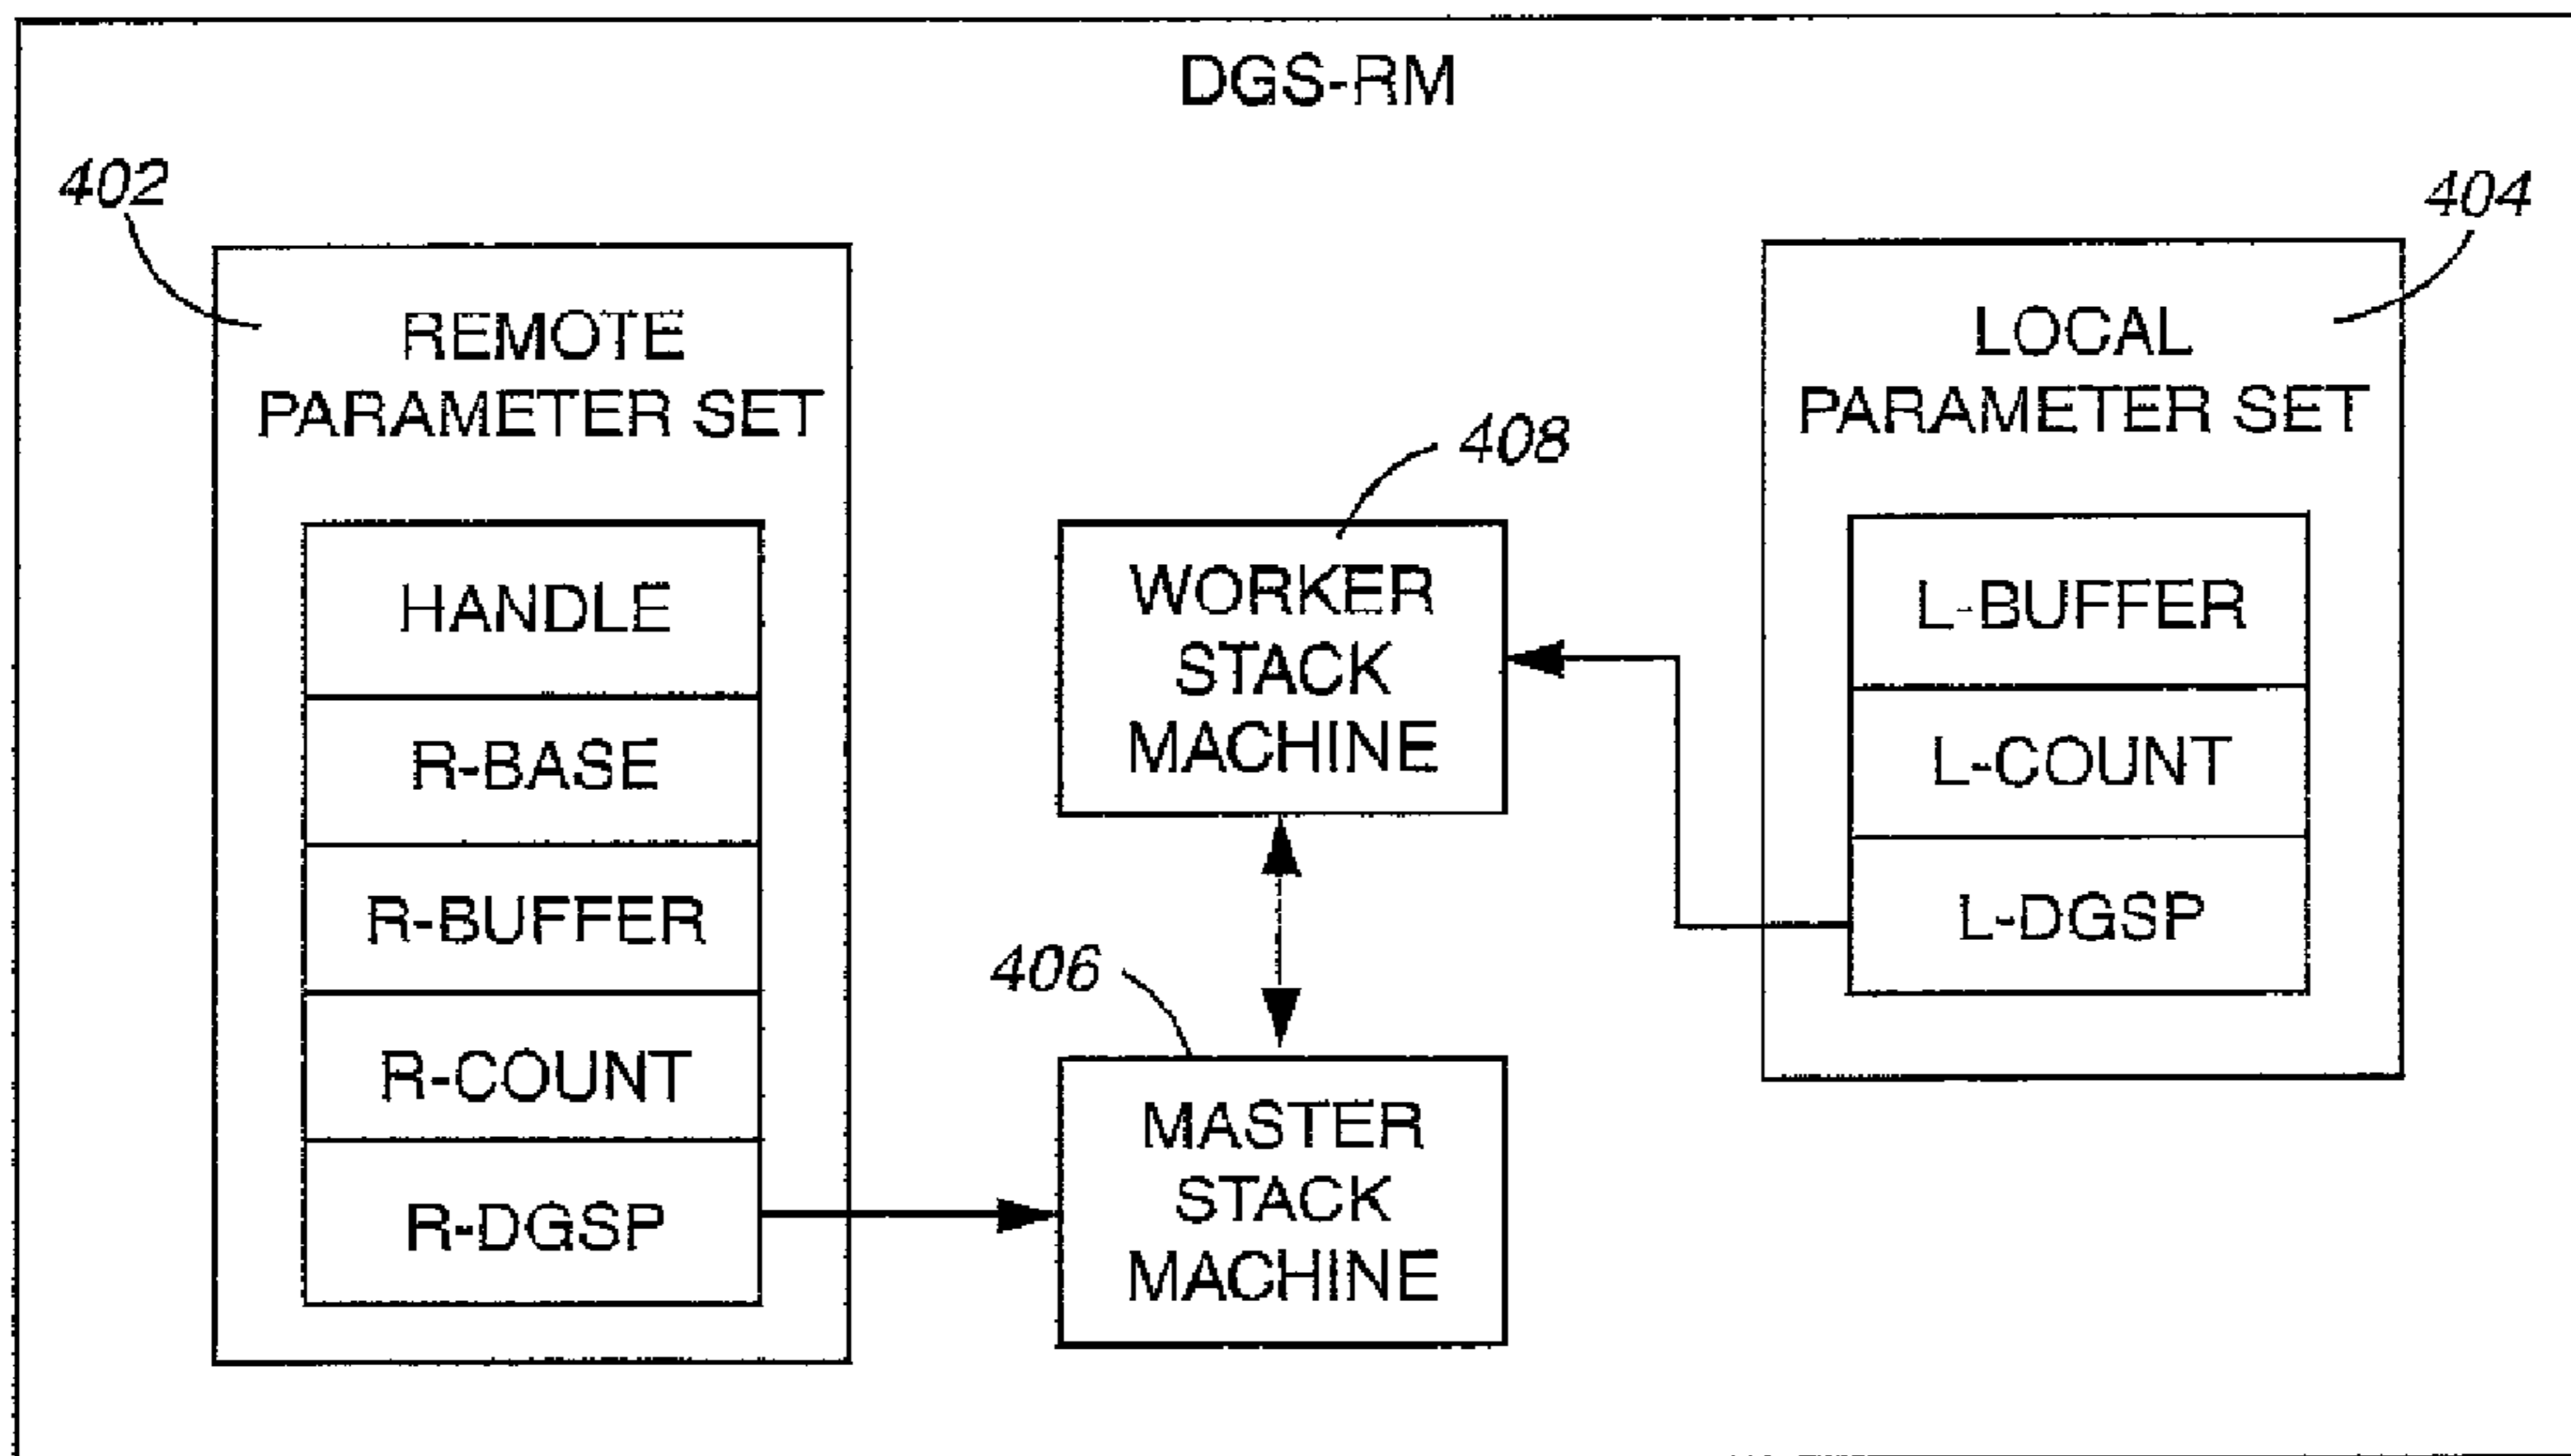 DGS-RM
402
REMOTE
PARAMETER SET
HANDLE
R-BASE
R-BUFFER
R-COUNT
R-DGSP
408
WORKER
STACK
MACHINE
406
MASTER
STACK
MACHINE
404
LOCAL
PARAMETER SET
L-BUFFER
L-COUNT
L-DGSP